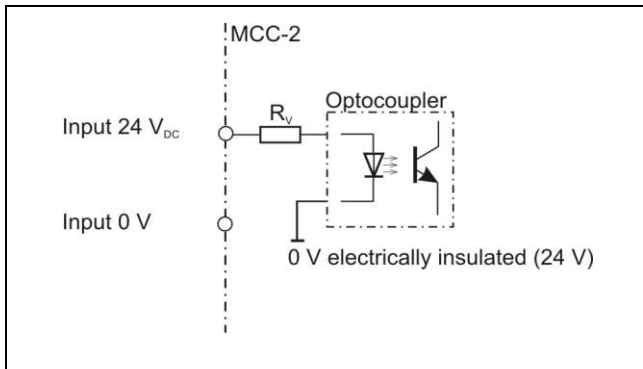 MCC-2
Optocoupler
Input 24 V_DC
R_v
Input 0 V
0 V electrically insulated (24 V)